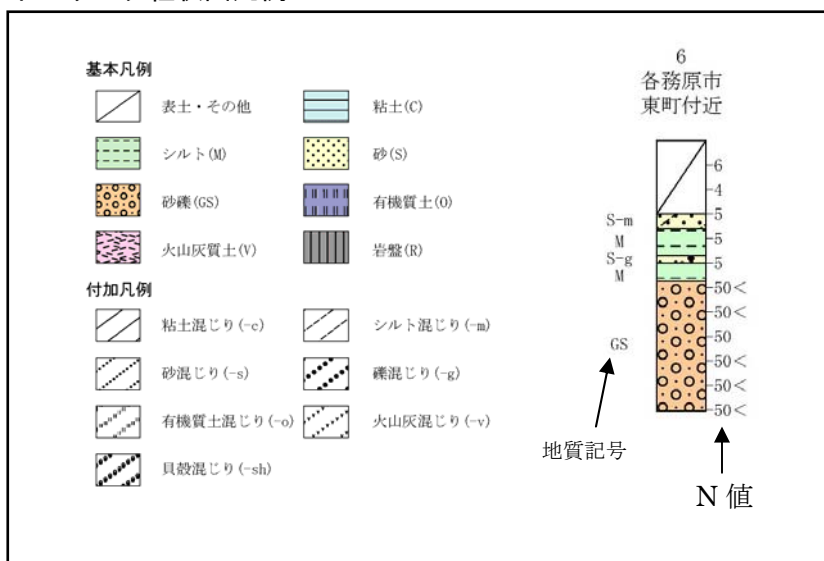 基本凡例
表土・その他
粘土(C)
シルト(M)
砂(S)
砂礫(GS)
有機質土(O)
火山灰質土(V)
岩盤(R)
付加凡例
粘土混じり(-c)
シルト混じり(-m)
砂混じり(-s)
礫混じり(-g)
有機質土混じり(-o)
火山灰混じり(-v)
貝殻混じり(-sh)
6
各務原市
東町付近
6
4
5
S-m
M
5
S-g
5
M
50<
50<
50
GS
50<
50<
50<
地質記号
N 値